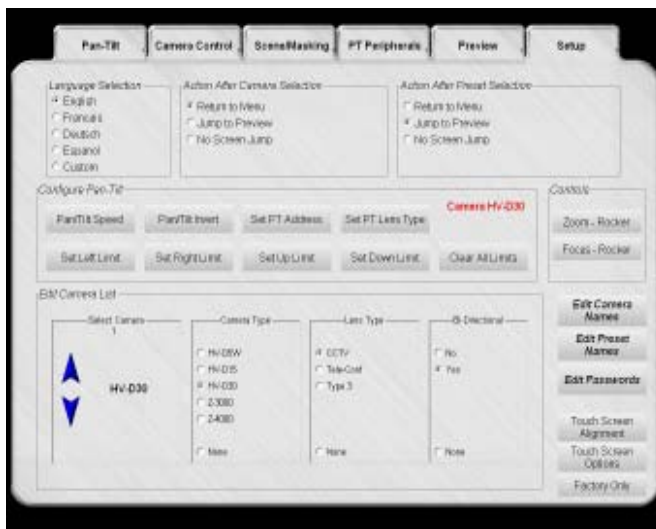 Pan-Tilt
Camera Control
Scene/Masking
PT Peripherals
Preview
Setup
Language Selection
English
Francais
Deutsch
Espanol
Custom
Action After Camera Selection
Return to Menu
Jump to Preview
No Screen Jump
Action After Preset Selection
Return to Menu
Jump to Preview
No Screen Jump
Configure Pan-Tilt
Camera HV-D30
Pan/Tilt Speed
Pan/Tilt Invert
Set PT Address
Set PT Lens Type
Set Left Limit
Set Right Limit
Set Up Limit
Set Down Limit
Clear All Limits
Controls
Zoom - Rocker
Focus - Rocker
Edit Camera List
Select Camera
1
HV-D30
Camera Type
HV-D5W
HV-D15
HV-D30
Z-3000
Z-4000
None
Lens Type
CCTV
Tele-Conf
Type 3
None
Bi-Directional
No
Yes
None
Edit Camera
Names
Edit Preset
Names
Edit Passwords
Touch Screen
Alignment
Touch Screen
Options
Factory Only